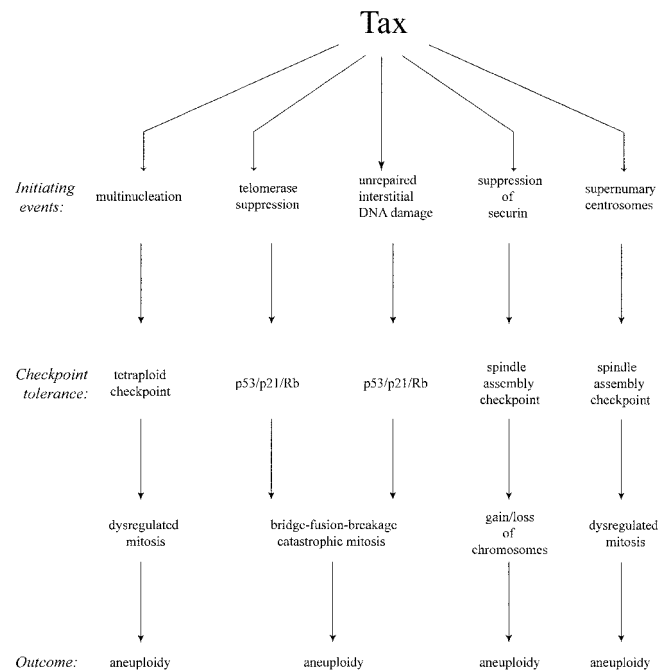 Tax
Initiating
events:
multinucleation
telomerase
suppression
unrepaired
interstitial
DNA damage
suppression
of
securin
supernumary
centrosomes
Checkpoint
tolerance:
tetraploid
checkpoint
p53/p21/Rb
p53/p21/Rb
spindle
assembly
checkpoint
spindle
assembly
checkpoint
dysregulated
mitosis
bridge-fusion-breakage
catastrophic mitosis
gain/loss
of
chromosomes
dysregulated
mitosis
Outcome:
aneuploidy
aneuploidy
aneuploidy
aneuploidy